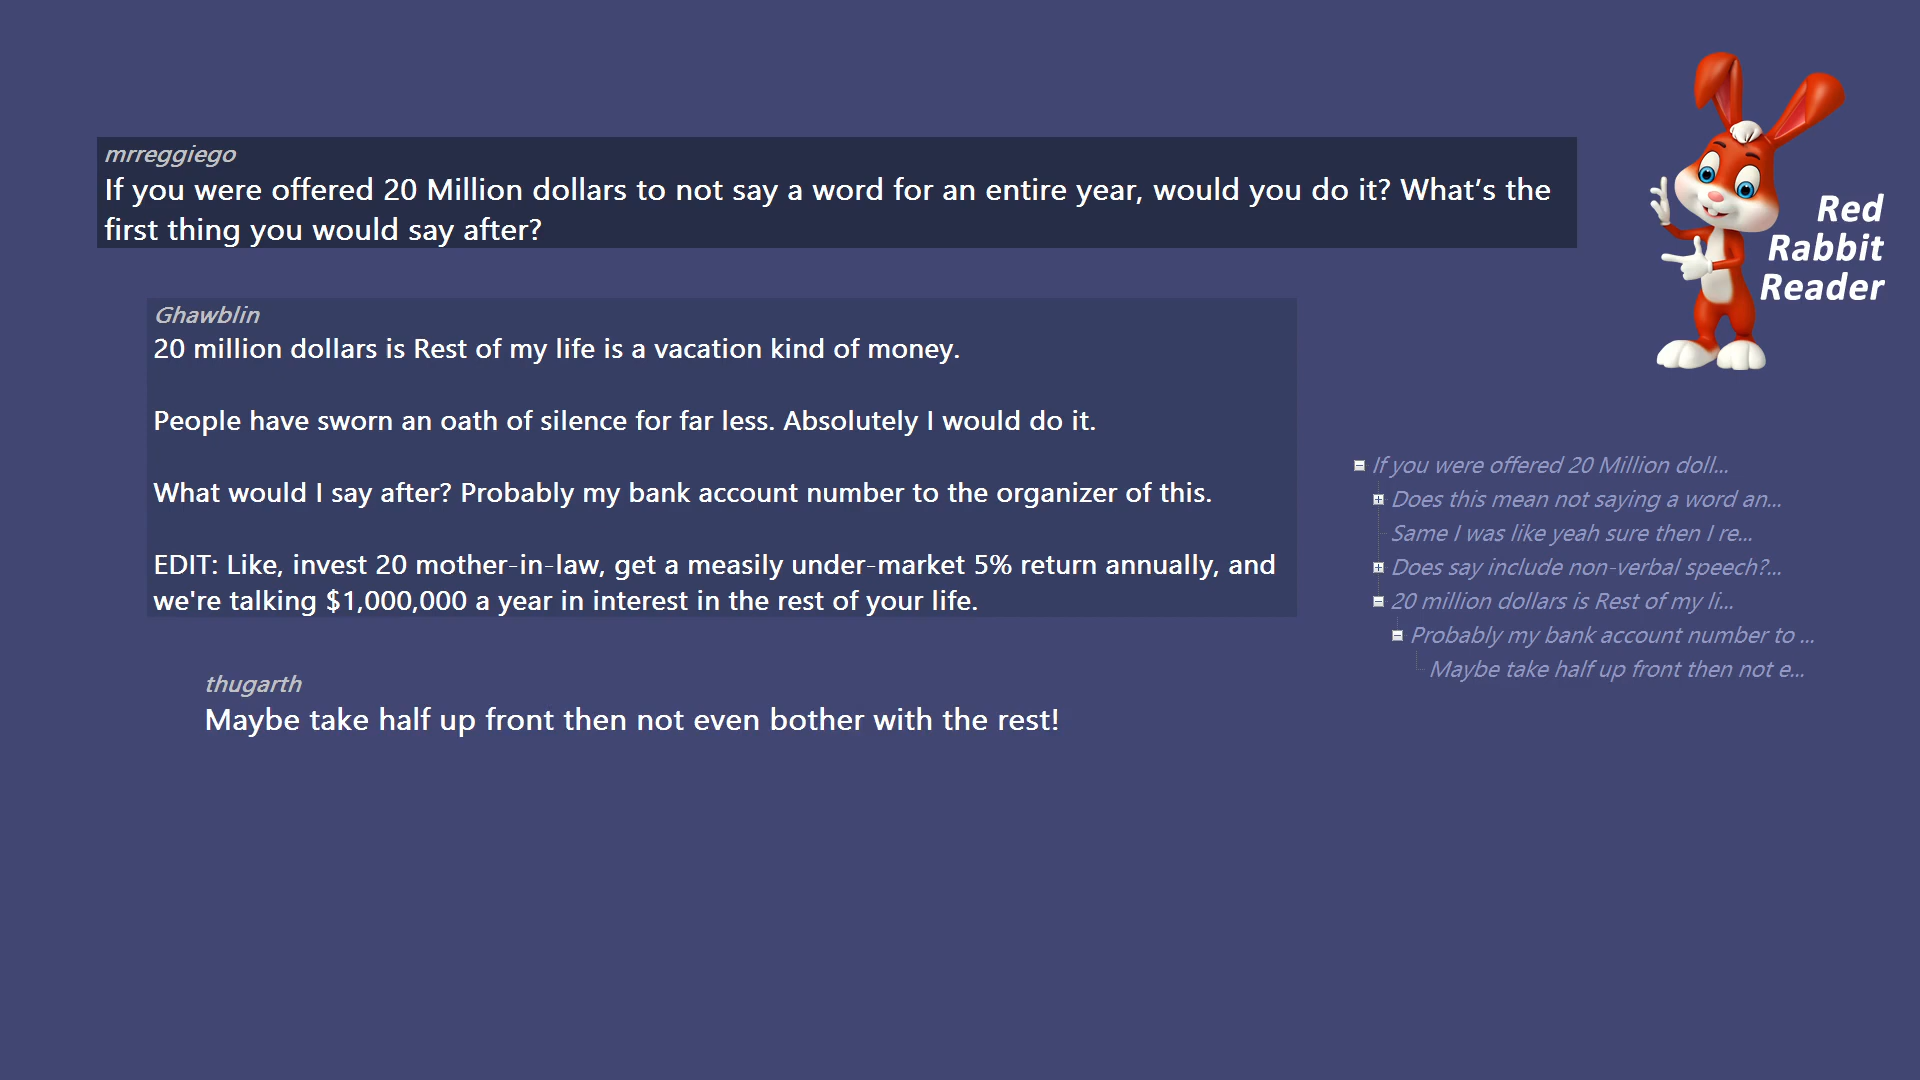 mrreggiego
If you were offered 20 Million dollars to not say a word for an entire year, would you do it? What’s the
first thing you would say after?
Ghawblin
20 million dollars is Rest of my life is a vacation kind of money.
People have sworn an oath of silence for far less. Absolutely I would do it.
What would I say after? Probably my bank account number to the organizer of this.
EDIT: Like, invest 20 mother-in-law, get a measily under-market 5% return annually, and
we're talking $1,000,000 a year in interest in the rest of your life.
thugarth
Maybe take half up front then not even bother with the rest!
Red
Rabbit
Reader
If you were offered 20 Million doll...
Does this mean not saying a word an...
Same I was like yeah sure then I re...
Does say include non-verbal speech?...
20 million dollars is Rest of my li...
Probably my bank account number to ...
Maybe take half up front then not e...